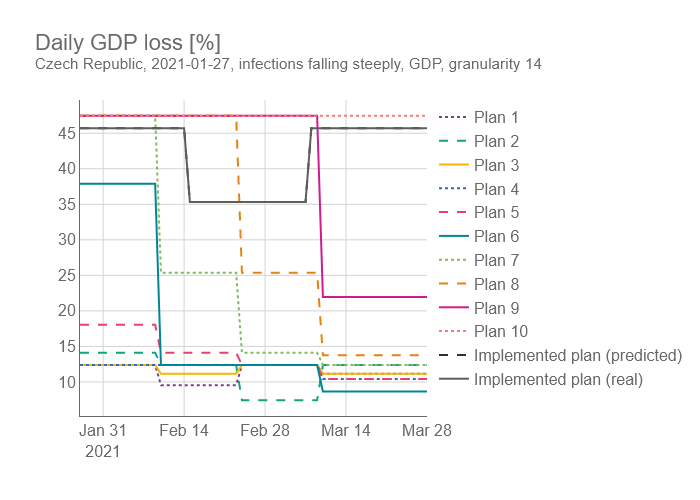 Daily GDP loss [%]
Czech Republic, 2021-01-27, infections falling steeply, GDP, granularity 14
45
40
35
30
25
20
15
10
Jan 31
2021
Feb 14
Feb 28
Mar 14
Mar 28
Plan 1
Plan 2
Plan 3
Plan 4
Plan 5
Plan 6
Plan 7
Plan 8
Plan 9
Plan 10
Implemented plan (predicted)
Implemented plan (real)